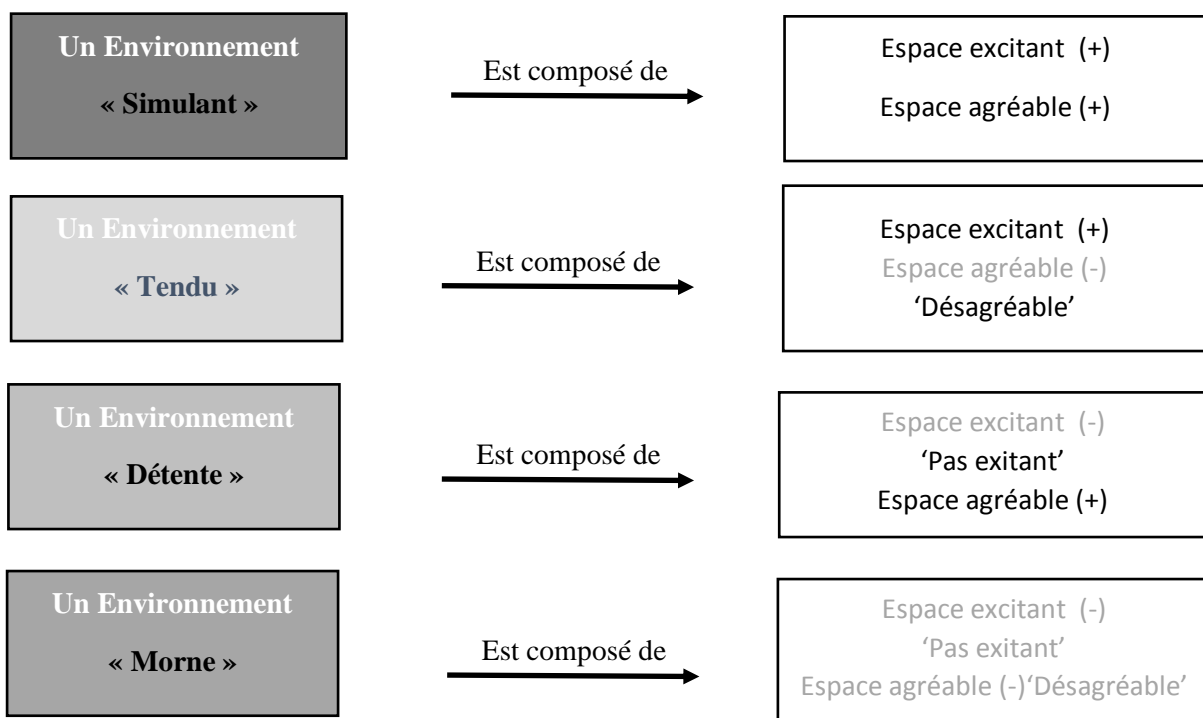 Un Environnement
« Simulant »
Est composé de
Espace excitant (+)
Espace agréable (+)
Un Environnement
« Tendu »
Est composé de
Espace excitant (+)
Espace agréable (-)
‘Désagréable’
Un Environnement
« Détente »
Est composé de
Espace excitant (-)
‘Pas exitant’
Espace agréable (+)
Un Environnement
« Morne »
Est composé de
Espace excitant (-)
‘Pas exitant’
Espace agréable (-)‘Désagréable’